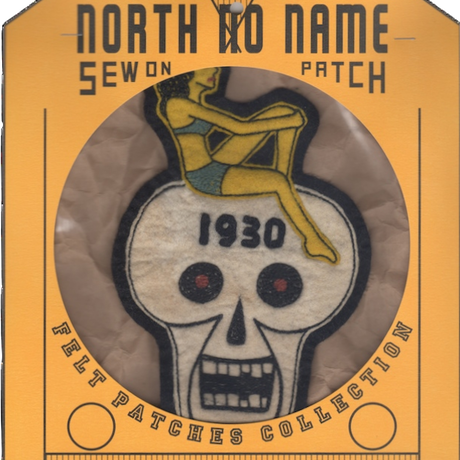 NORTH NO NAME
SEW ON PATCH
1930
FELT PATCHES COLLECTION